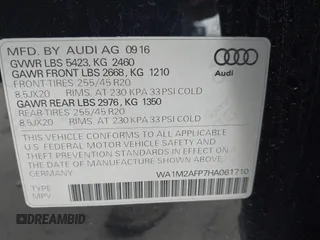 MFD. BY AUDI AG 09/16
GVWR LBS 5423, KG 2460
GAWR FRONT LBS 2668, KG 1210
FRONT-TIRES 255/45 R20
8.5JX20 RIMS, AT 230 KPA 33 PSI COLD
GAWR REAR LBS 2976, KG 1350
REAR-TIRES 255/45 R20
8.5JX20 RIMS, AT 230 KPA 33 PSI COLD
Audi
THIS VEHICLE CONFORMS TO ALL APPLICABLE
U.S. FEDERAL MOTOR VEHICLE SAFETY AND
THEFT PREVENTION STANDARDS IN EFFECT ON
THE DATE OF MANUFACTURE SHOWN ABOVE.
WA1M2AFP7HA061710
TYPE: MPV
DREAMBID